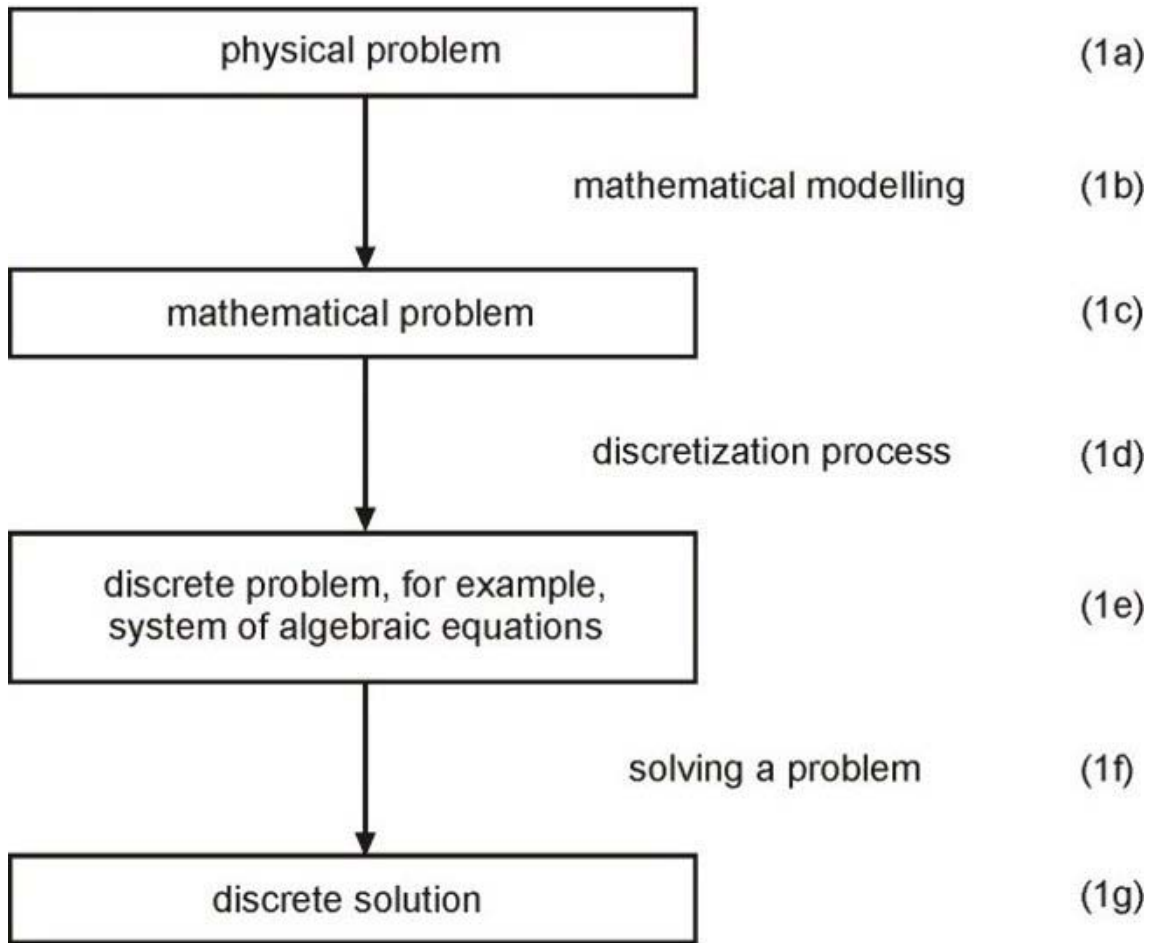 physical problem (1a)
mathematical modelling (1b)
mathematical problem (1c)
discretization process (1d)
discrete problem, for example,
system of algebraic equations (1e)
solving a problem (1f)
discrete solution (1g)